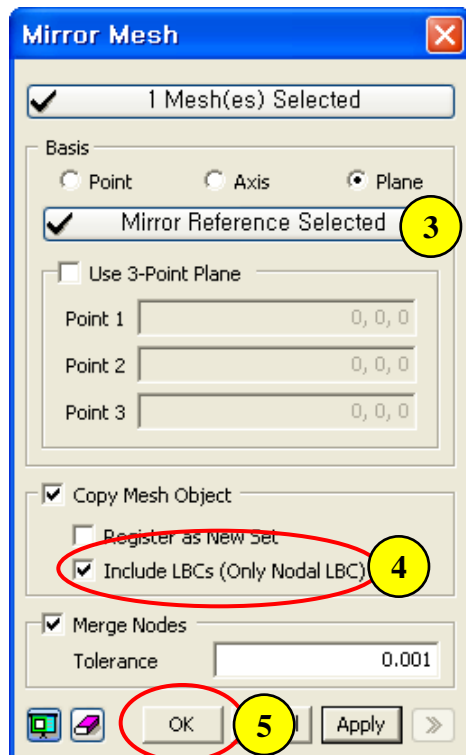 Mirror Mesh
1 Mesh(es) Selected
Basis
Point Axis Plane
Mirror Reference Selected 3
Use 3-Point Plane
Point 1 0, 0, 0
Point 2 0, 0, 0
Point 3 0, 0, 0
Copy Mesh Object
Register as New Set
Include LBCs (Only Nodal LBC) 4
Merge Nodes
Tolerance 0.001
OK 5 Apply